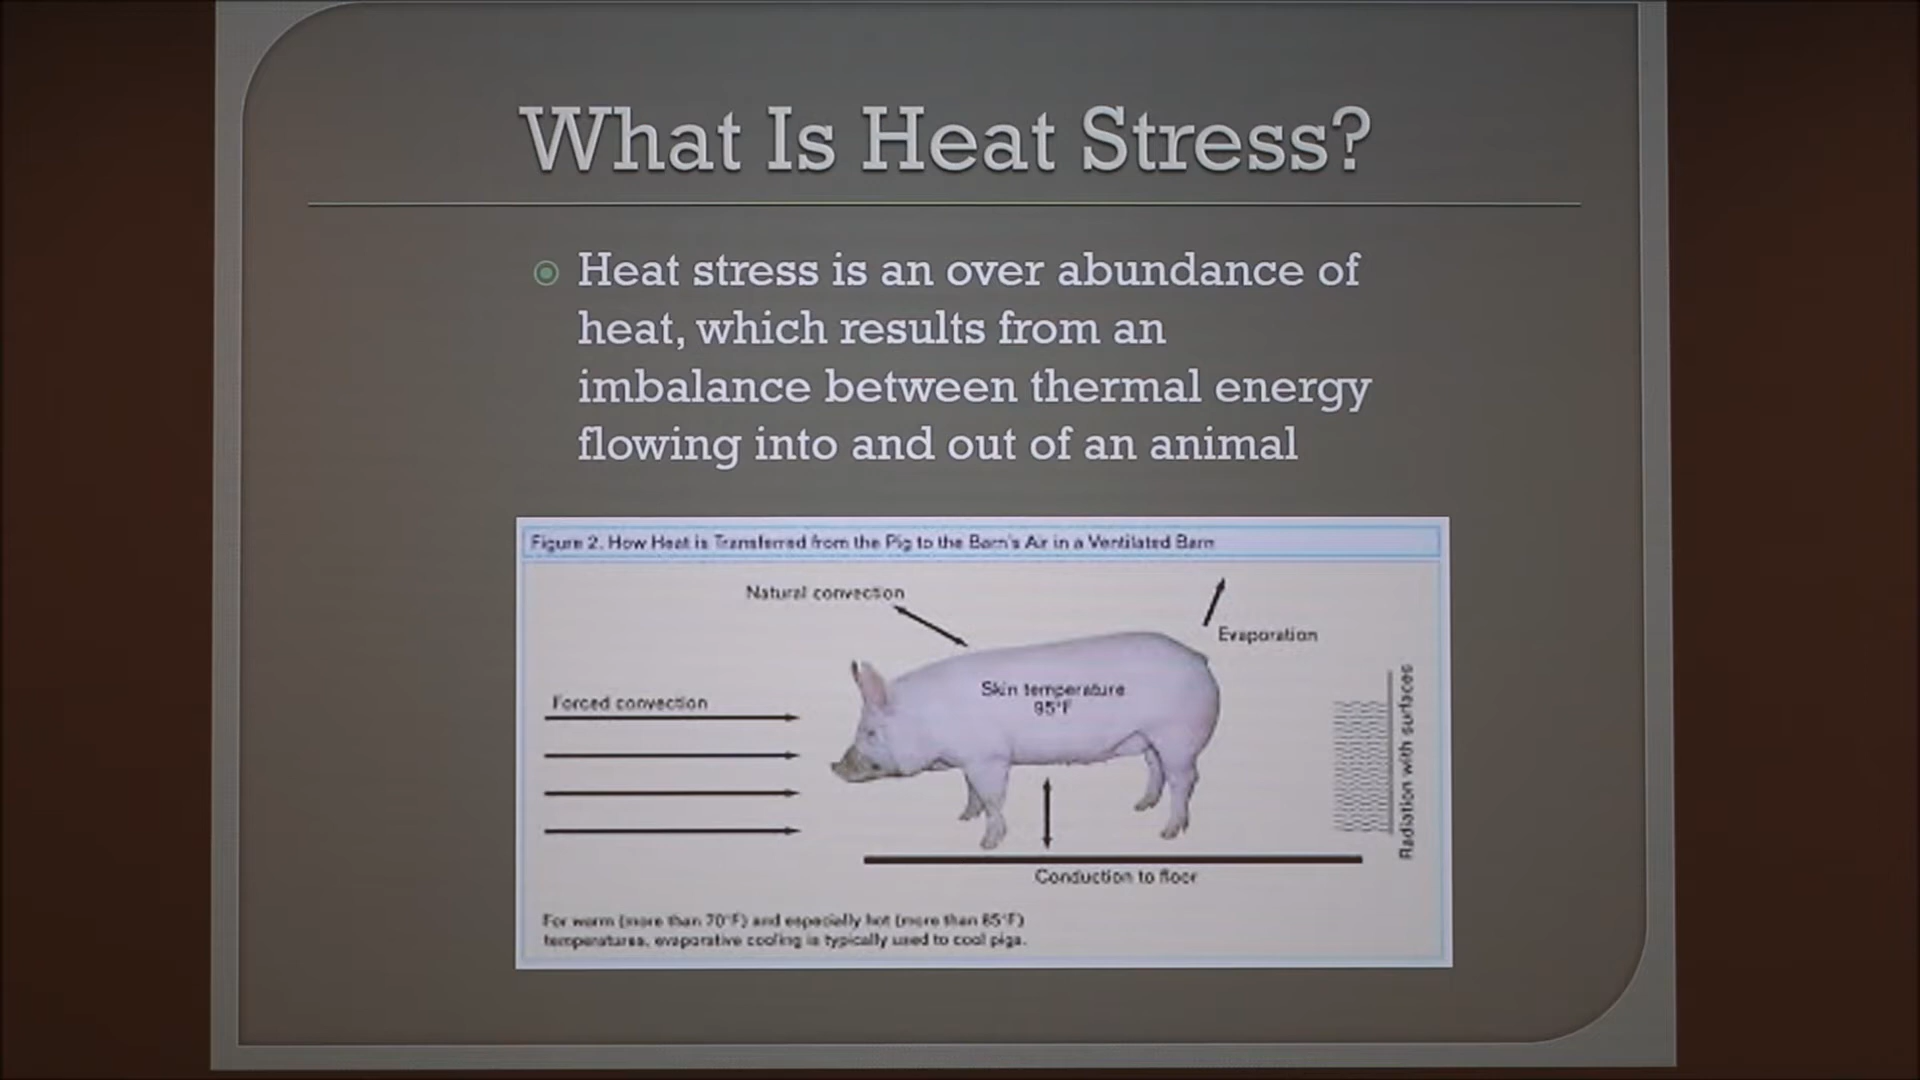 What Is Heat Stress?
Heat stress is an over abundance of
heat, which results from an
imbalance between thermal energy
flowing into and out of an animal
Figure 2. How Heat is Transferred from the Pig to the Barn's Air in a Ventilated Barn
Natural convection
Evaporation
Skin temperature
95°F
Forced convection
Radiation with surfaces
Conduction to floor
For warm (more than 70°F) and especially hot (more than 85°F)
temperatures, evaporative cooling is typically used to cool pigs.